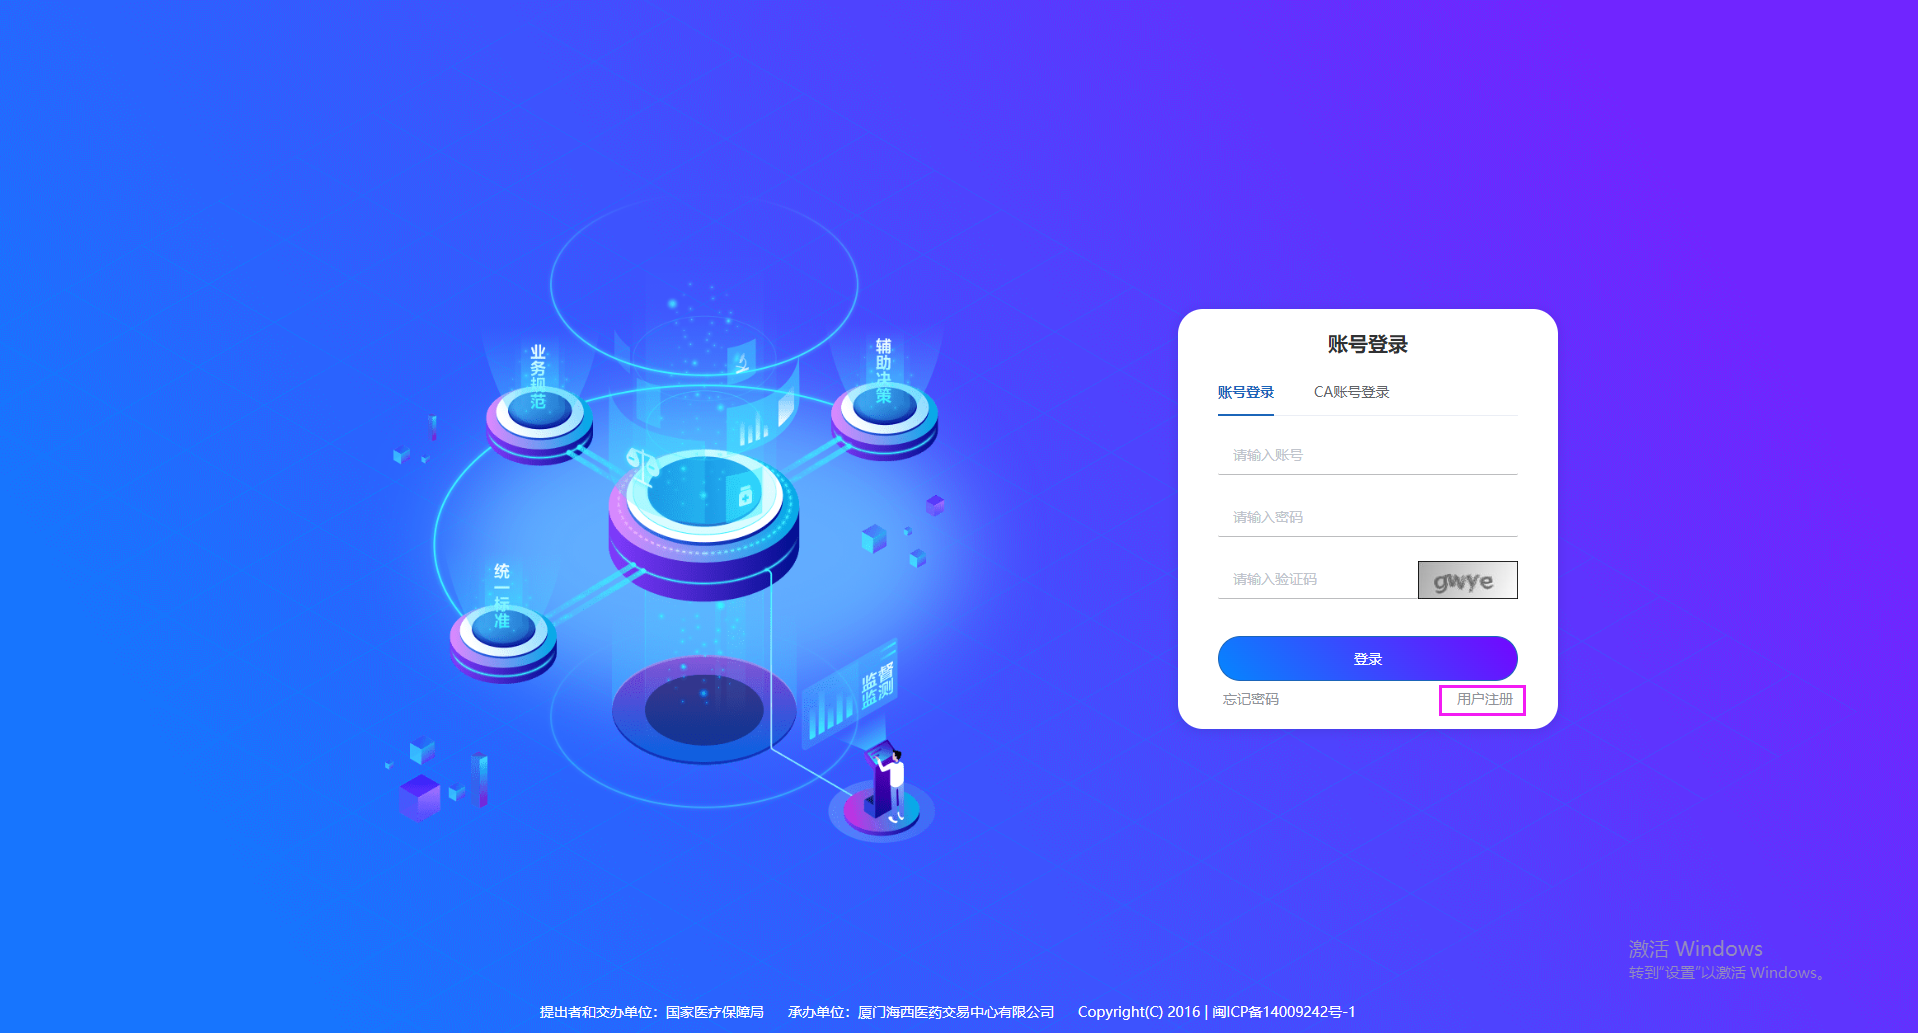 业务规范
辅助决策
统一标准
监督
监测
账号登录
账号登录 CA账号登录
请输入账号
请输入密码
请输入验证码 gwye
登录
忘记密码 用户注册
激活 Windows
转到"设置"以激活 Windows。
提出者和交办单位：国家医疗保障局 承办单位：厦门海西医药交易中心有限公司 Copyright(C) 2016 | 闽ICP备14009242号-1